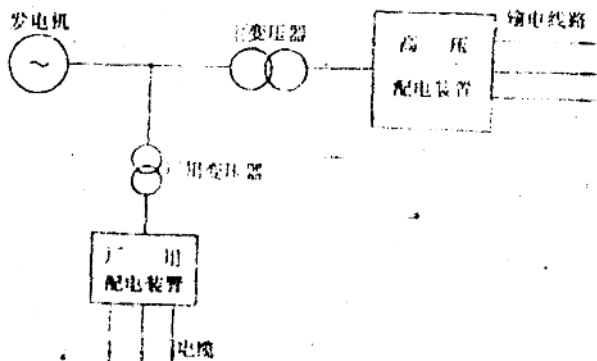 发电机
主变压器
高 压
配电装置
输电线路
厂用变压器
厂 用
配电装置
电缆